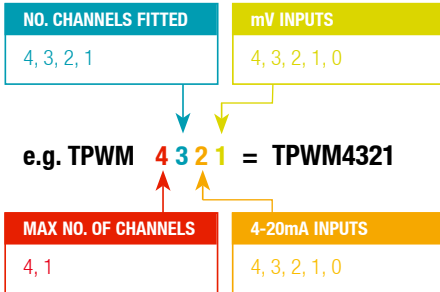 NO. CHANNELS FITTED
4, 3, 2, 1
mV INPUTS
4, 3, 2, 1, 0
e.g. TPWM 4 3 2 1 = TPWM4321
MAX NO. OF CHANNELS
4, 1
4-20mA INPUTS
4, 3, 2, 1, 0